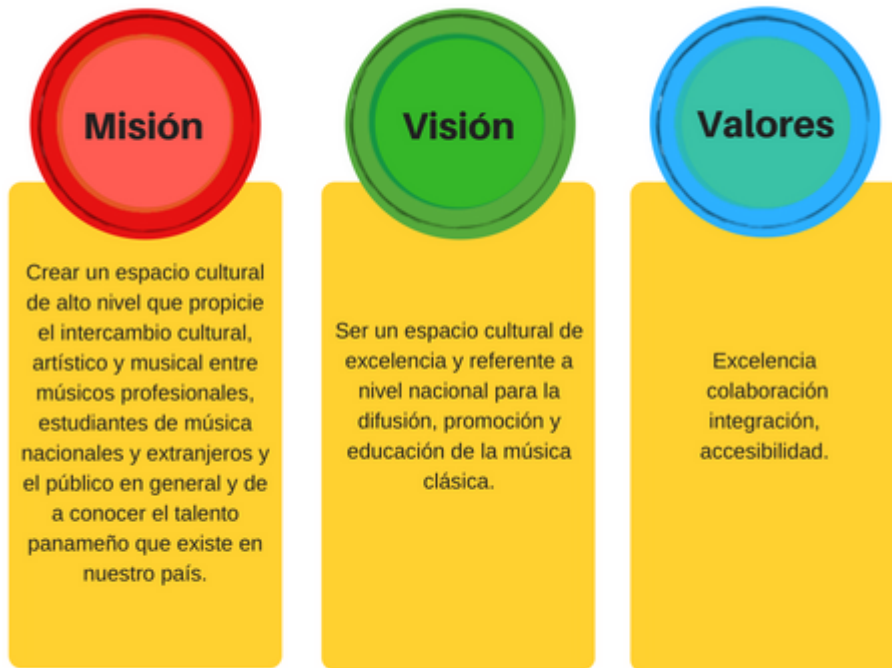 Misión
Crear un espacio cultural
de alto nivel que propicie
el intercambio cultural,
artístico y musical entre
músicos profesionales,
estudiantes de música
nacionales y extranjeros y
el público en general y de
a conocer el talento
panameño que existe en
nuestro país.
Visión
Ser un espacio cultural de
excelencia y referente a
nivel nacional para la
difusión, promoción y
educación de la música
clásica.
Valores
Excelencia
colaboración
integración,
accesibilidad.